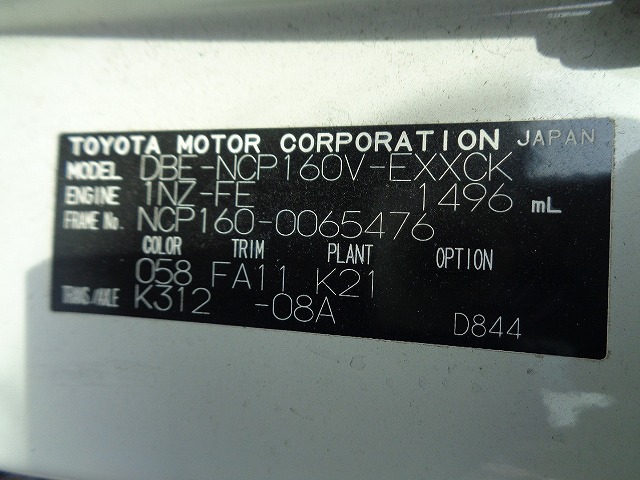 TOYOTA MOTOR CORPORATION JAPAN
MODEL DBE-NCP160V-EXXCK
ENGINE 1NZ-FE 1496 mL
FRAME No. NCP160-0065476
COLOR TRIM PLANT OPTION
058 FA11 K21
TRANS/AXLE K312 -08A
D844